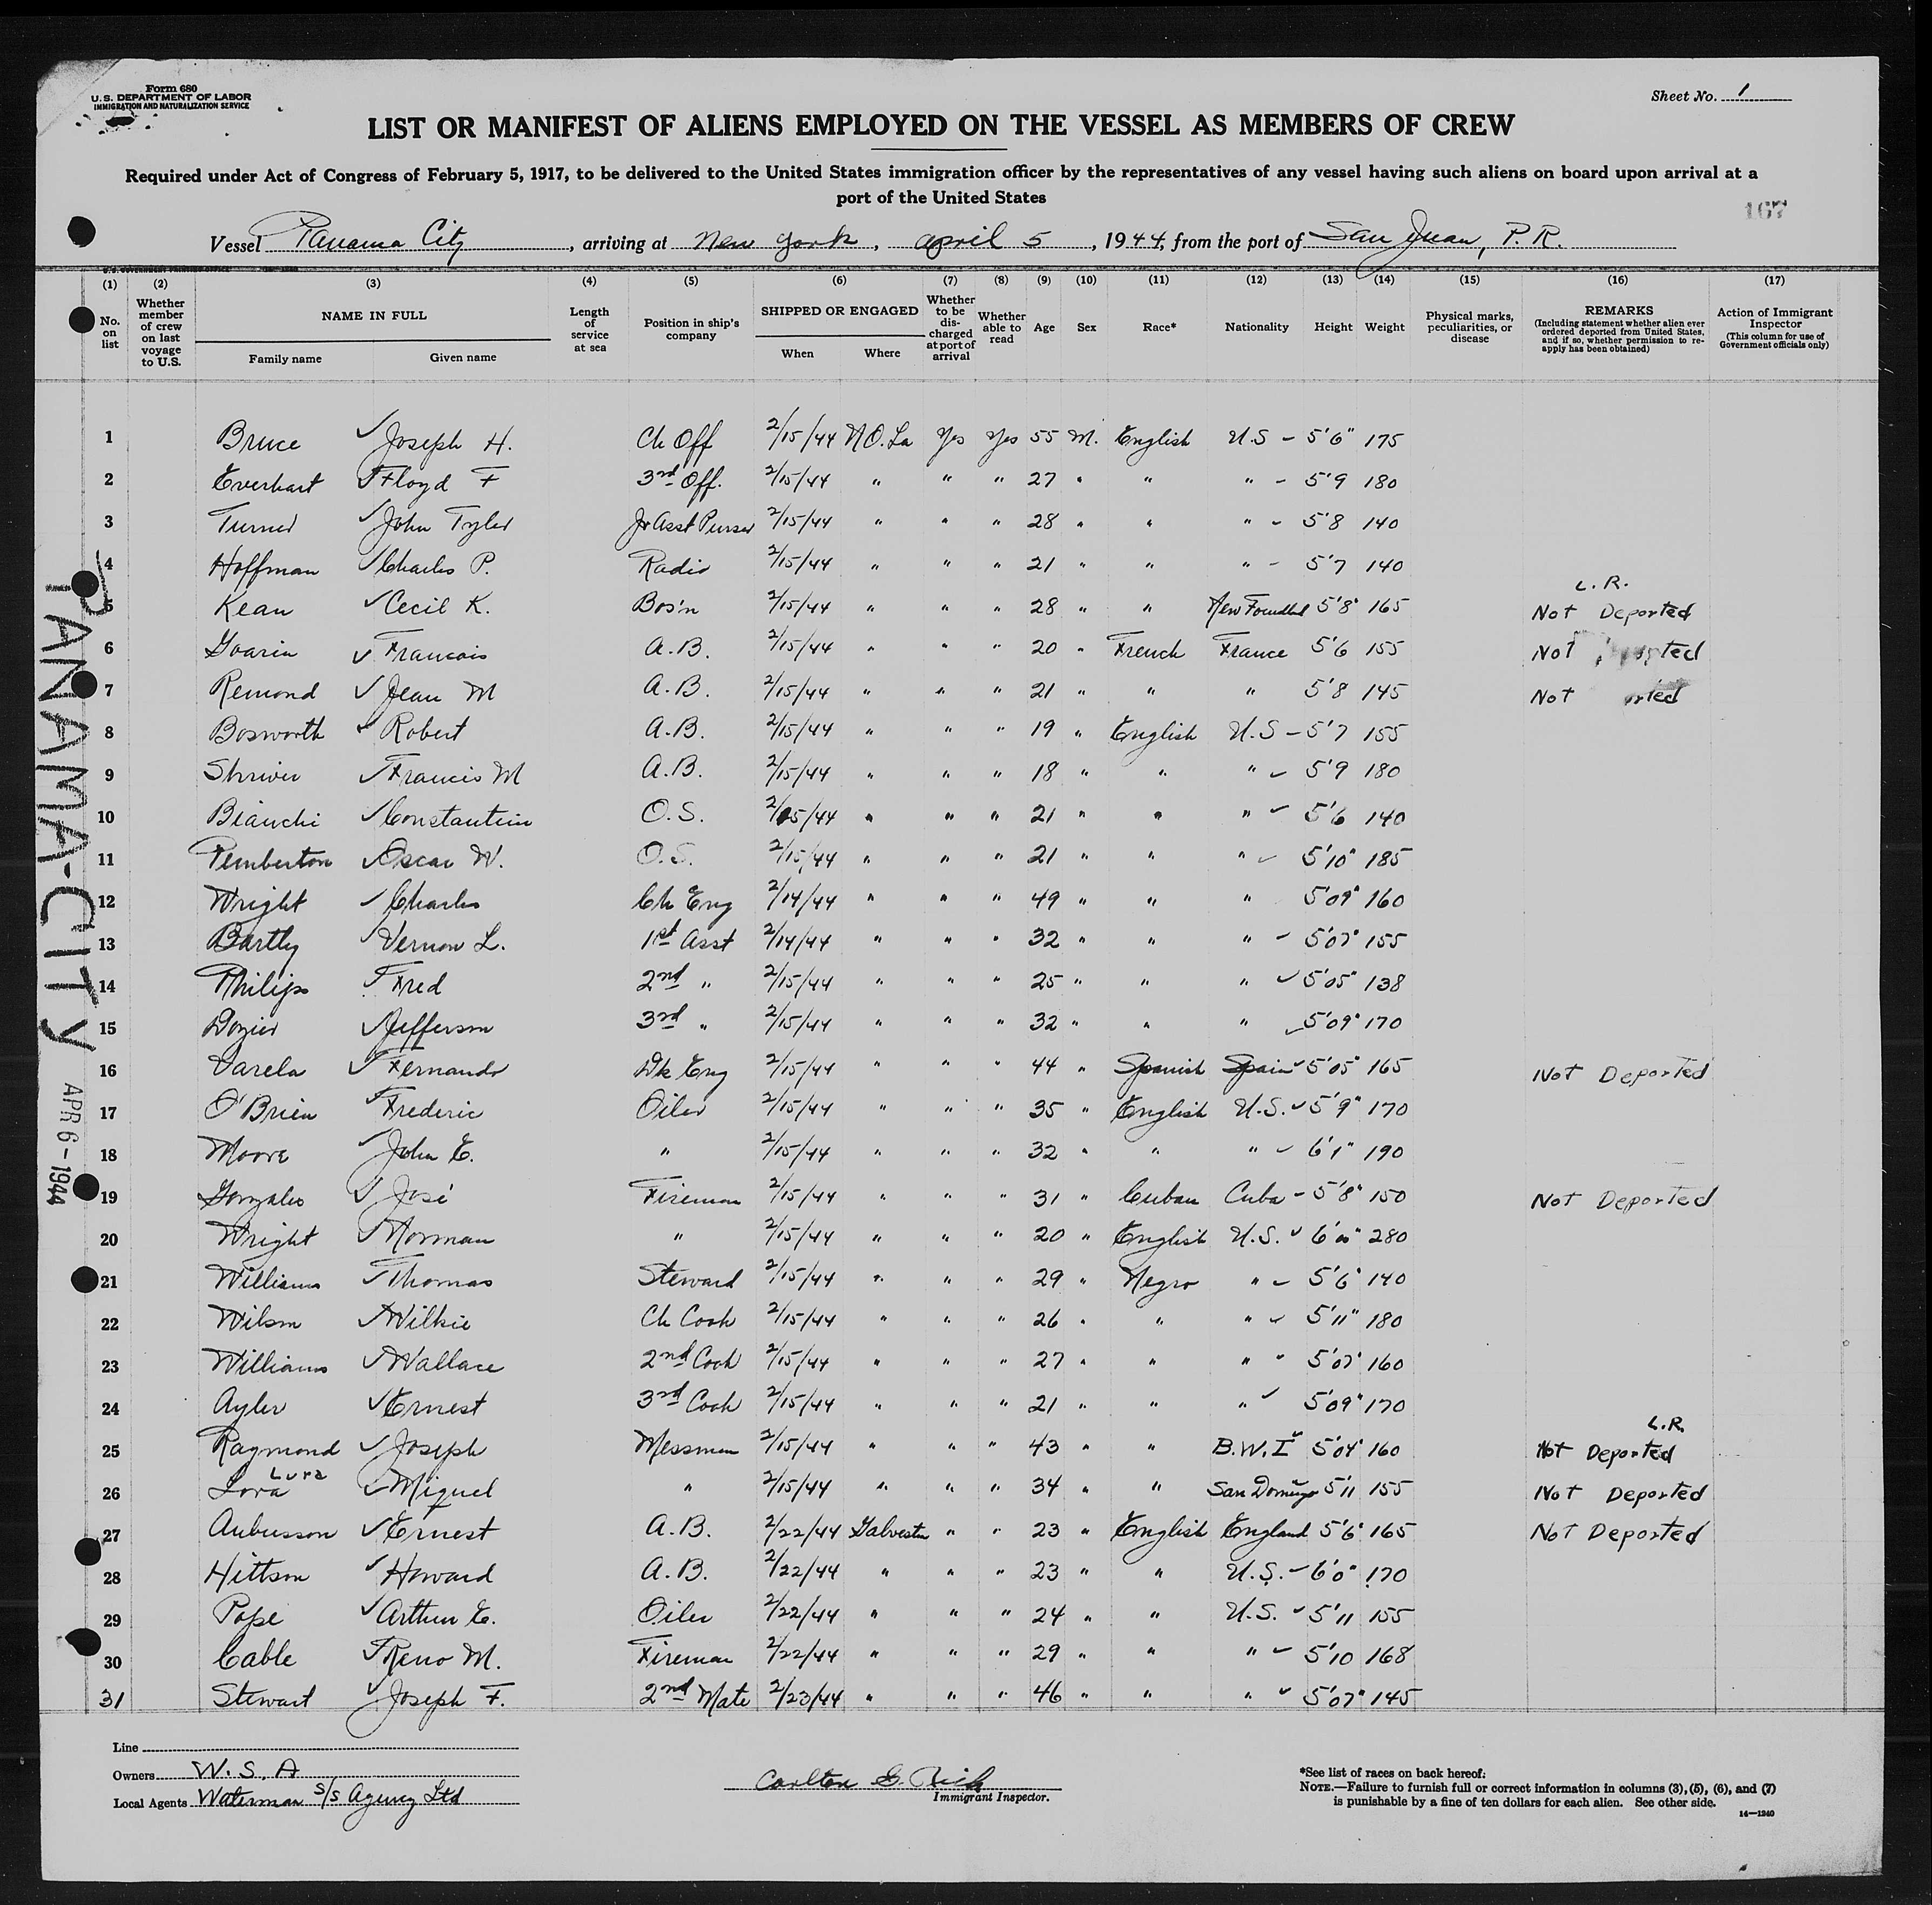 Form 680
U. S. DEPARTMENT OF LABOR
IMMIGRATION AND NATURALIZATION SERVICE
Sheet No. 1
LIST OR MANIFEST OF ALIENS EMPLOYED ON THE VESSEL AS MEMBERS OF CREW
Required under Act of Congress of February 5, 1917, to be delivered to the United States immigration officer by the representatives of any vessel having such aliens on board upon arrival at a
port of the United States
167
Vessel Panama City, arriving at New York, April 5, 1944, from the port of San Juan, P. R.
(1) (2) (3) (4) (5) (6) (7) (8) (9) (10) (11) (12) (13) (14) (15) (16) (17)
No. on list Whether member of crew on last voyage to U.S. NAME IN FULL Family name Given name Length of service at sea Position in ship's company SHIPPED OR ENGAGED When Where Whether to be discharged at port of arrival Whether able to read Age Sex Race* Nationality Height Weight Physical marks, peculiarities, or disease REMARKS (Including statement whether alien ever ordered deported from United States, and if so, whether permission to re-apply has been obtained) Action of Immigrant Inspector (This column for use of Government officials only)
1 Bruce ✓ Joseph H. Ch Off 2/15/44 N.O. La Yes Yes 55 M. English U.S - 5'6" 175
2 Everhart ✓ Floyd F 3rd Off. 2/15/44 " " " 27 " " " - 5'9 180
3 Turner ✓ John Tyler Jr Asst Purser 2/15/44 " " " 28 " " " - 5'8 140
4 Hoffman ✓ Charles P. Radio 2/15/44 " " " 21 " " " - 5'7 140
L.R.
5 Kean ✓ Cecil K. Bos'n 2/15/44 " " " 28 " " New Foundland 5'8" 165 Not Deported
6 Goarin ✓ Francois A.B. 2/15/44 " " " 20 " French France 5'6 155 Not Deported
7 Remond ✓ Jean M A.B. 2/15/44 " " " 21 " " " 5'8 145 Not
8 Bosworth ✓ Robert A.B. 2/15/44 " " " 19 " English U.S - 5'7 155
9 Shriver ✓ Francis M A.B. 2/15/44 " " " 18 " " " ✓ 5'9 180
10 Bianchi ✓ Constantin O.S. 2/15/44 " " " 21 " " " ✓ 5'6 140
11 Pemberton ✓ Oscar W. O.S. 2/15/44 " " " 21 " " " ✓ 5'10" 185
12 Wright ✓ Charles Ch Eng 2/14/44 " " " 49 " " " 5'09" 160
13 Bartly ✓ Vernon L. 1st Asst 2/14/44 " " " 32 " " " - 5'07" 155
14 Philips ✓ Fred 2nd " 2/15/44 " " " 25 " " " ✓ 5'05" 138
15 Dozier ✓ Jefferson 3rd " 2/15/44 " " " 32 " " " ✓ 5'09" 170
16 Varela ✓ Fernando Dk Eng 2/15/44 " " " 44 " Spanish Spain ✓ 5'05" 165 Not Deported
17 O'Brien ✓ Frederic Oiler 2/15/44 " " " 35 " English U.S. ✓ 5'9" 170
18 Moore ✓ John E. " 2/15/44 " " " 32 " " " ✓ 6'1" 190
19 Gonzales ✓ José Fireman 2/15/44 " " " 31 " Cuban Cuba - 5'8" 150 Not Deported
20 Wright ✓ Norman " 2/15/44 " " " 20 " English U.S. ✓ 6'00" 280
21 Williams ✓ Thomas Steward 2/15/44 " " " 29 " Negro " ✓ 5'6" 140
22 Wilson ✓ Wilkie Ch Cook 2/15/44 " " " 26 " " " ✓ 5'11" 180
23 Williams ✓ Wallace 2nd Cook 2/15/44 " " " 27 " " " ✓ 5'07" 160
24 Ayler ✓ Ernest 3rd Cook 2/15/44 " " " 21 " " " ✓ 5'09" 170
L.R.
25 Raymond ✓ Joseph Messman 2/15/44 " " " 43 " " B.W.I ✓ 5'04" 160 Not Deported
Lura
26 Lora ✓ Miguel " 2/15/44 " " " 34 " " San Domingo 5'11 155 Not Deported
27 Aubusson ✓ Ernest A.B. 2/22/44 Galveston " " 23 " English England 5'6" 165 Not Deported
28 Hittson ✓ Howard A.B. 2/22/44 " " " 23 " " U.S. - 6'0" 170
29 Pope ✓ Arthur E. Oiler 2/22/44 " " " 24 " " U.S. ✓ 5'11 155
30 Cable ✓ Reno M. Fireman 2/22/44 " " " 29 " " " ✓ 5'10 168
31 Stewart ✓ Joseph F. 2nd Mate 2/23/44 " " " 46 " " " ✓ 5'07" 145
PANAMA-CITY APR 6-1944
Line
Owners W. S. A
Local Agents Waterman S/S Agency Ltd
Carlton G. Rich
Immigrant Inspector.
*See list of races on back hereof.
NOTE.—Failure to furnish full or correct information in columns (3), (5), (6), and (7)
is punishable by a fine of ten dollars for each alien. See other side.
14—1240